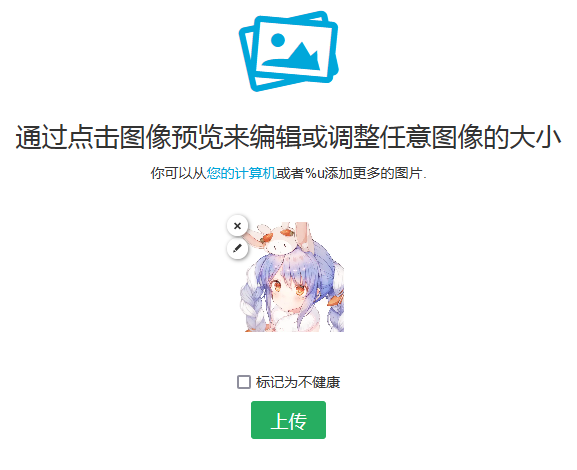 通过点击图像预览来编辑或调整任意图像的大小
你可以从您的计算机或者%u添加更多的图片.
标记为不健康
上传